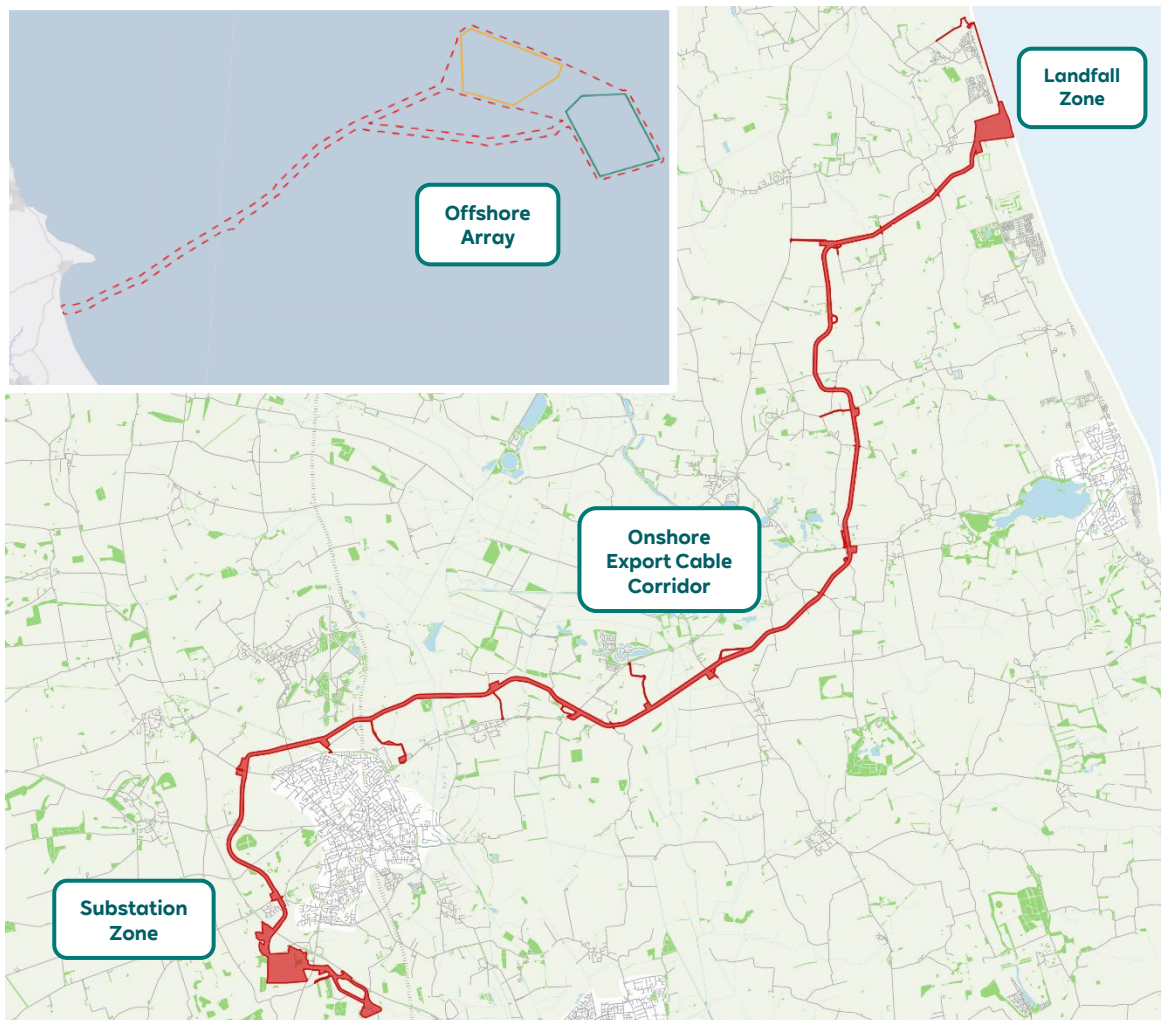 Landfall
Zone
Offshore
Array
Onshore
Export Cable
Corridor
Substation
Zone